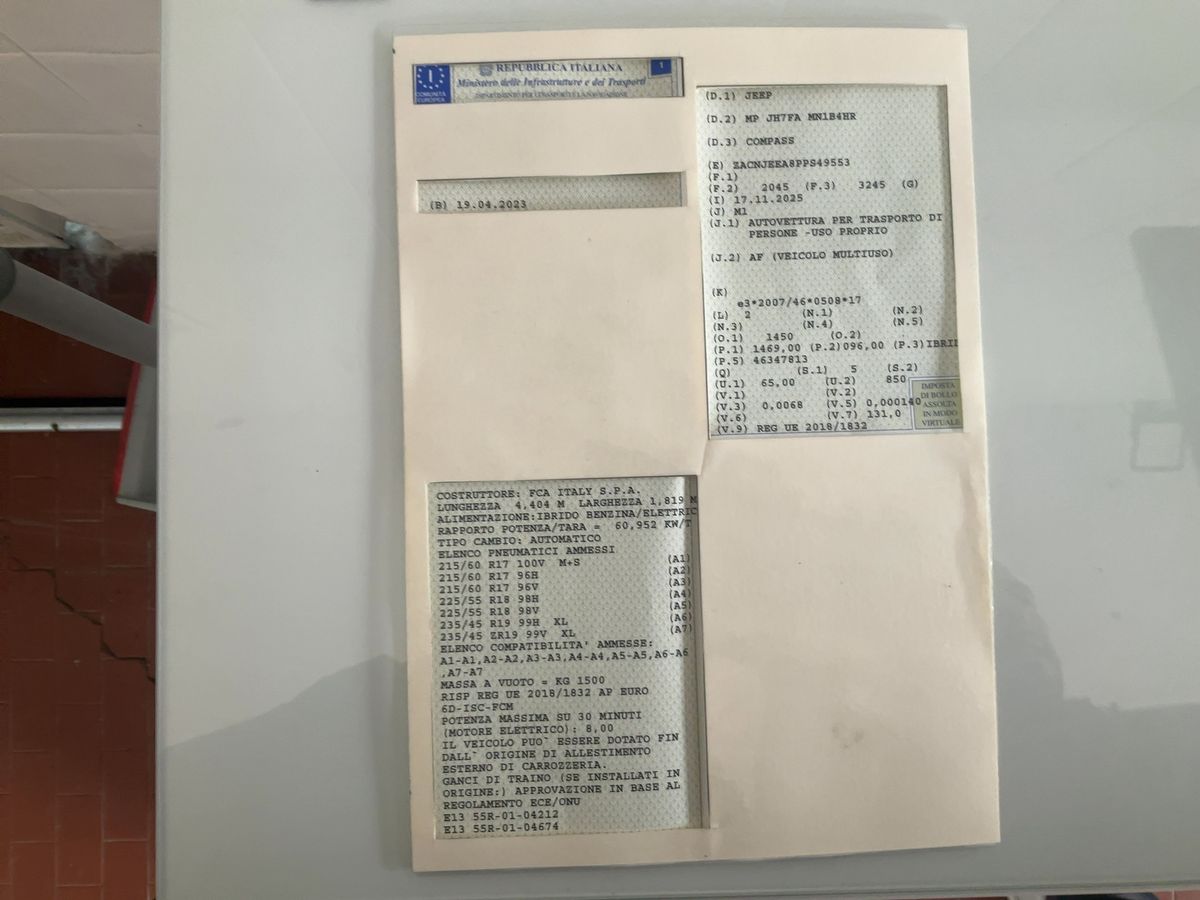 COMUNITÀ
EUROPEA
REPUBBLICA ITALIANA
Ministero delle Infrastrutture e dei Trasporti
DIPARTIMENTO PER I TRASPORTI E LA NAVIGAZIONE
1
(B) 19.04.2023
(D.1) JEEP
(D.2) MP JH7FA MN1B4HR
(D.3) COMPASS
(E) ZACNJEEA8PPS49553
(F.1)
(F.2) 2045 (F.3) 3245 (G)
(I) 17.11.2025
(J) M1
(J.1) AUTOVETTURA PER TRASPORTO DI
PERSONE -USO PROPRIO
(J.2) AF (VEICOLO MULTIUSO)
(K)
e3*2007/46*0508*17
(L) 2 (N.1) (N.2)
(N.3) (N.4) (N.5)
(O.1) 1450 (O.2)
(P.1) 1469,00 (P.2)096,00 (P.3)IBRI
(P.5) 46347813
(Q) (S.1) 5 (S.2)
(U.1) 65,00 (U.2) 850
(V.1) (V.2)
(V.3) 0,0068 (V.5) 0,000140
(V.6) (V.7) 131,0
(V.9) REG UE 2018/1832
IMPOSTA
DI BOLLO
ASSOLTA
IN MODO
VIRTUALE
COSTRUTTORE: FCA ITALY S.P.A.
LUNGHEZZA 4,404 M LARGHEZZA 1,819 M
ALIMENTAZIONE:IBRIDO BENZINA/ELETTRIC
RAPPORTO POTENZA/TARA = 60,952 KW/T
TIPO CAMBIO: AUTOMATICO
ELENCO PNEUMATICI AMMESSI
215/60 R17 100V M+S (A1)
215/60 R17 96H (A2)
215/60 R17 96V (A3)
225/55 R18 98H (A4)
225/55 R18 98V (A5)
235/45 R19 99H XL (A6)
235/45 ZR19 99V XL (A7)
ELENCO COMPATIBILITA' AMMESSE:
A1-A1,A2-A2,A3-A3,A4-A4,A5-A5,A6-A6
,A7-A7
MASSA A VUOTO = KG 1500
RISP REG UE 2018/1832 AP EURO
6D-ISC-FCM
POTENZA MASSIMA SU 30 MINUTI
(MOTORE ELETTRICO): 8,00
IL VEICOLO PUO` ESSERE DOTATO FIN
DALL` ORIGINE DI ALLESTIMENTO
ESTERNO DI CARROZZERIA.
GANCI DI TRAINO (SE INSTALLATI IN
ORIGINE:) APPROVAZIONE IN BASE AL
REGOLAMENTO ECE/ONU
E13 55R-01-04212
E13 55R-01-04674